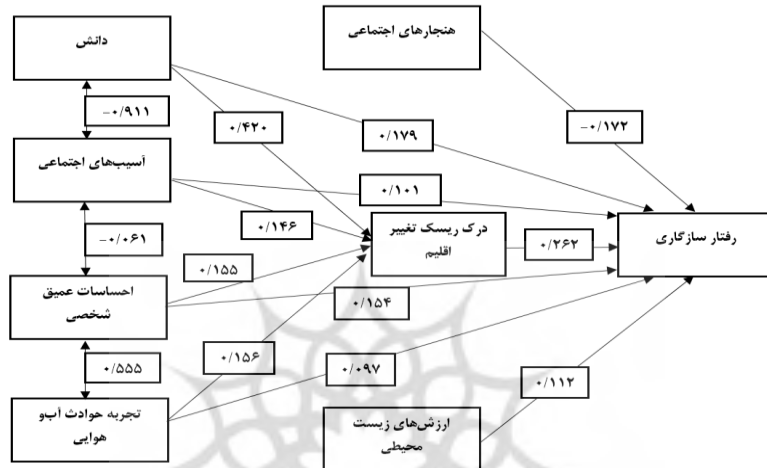 دانش
هنجارهای اجتماعی
-۰/۹۱۱
۰/۴۲۰
۰/۱۷۹
-۰/۱۷۲
آسیب‌های اجتماعی
۰/۱۰۱
۰/۱۴۶
درک ریسک تغییر
اقلیم
رفتار سازگاری
-۰/۰۶۱
۰/۲۶۲
۰/۱۵۵
احساسات عمیق
شخصی
۰/۱۵۴
۰/۱۵۶
۰/۵۵۵
۰/۰۹۷
۰/۱۱۲
تجربه حوادث آب‌و
هوایی
ارزش‌های زیست
محیطی